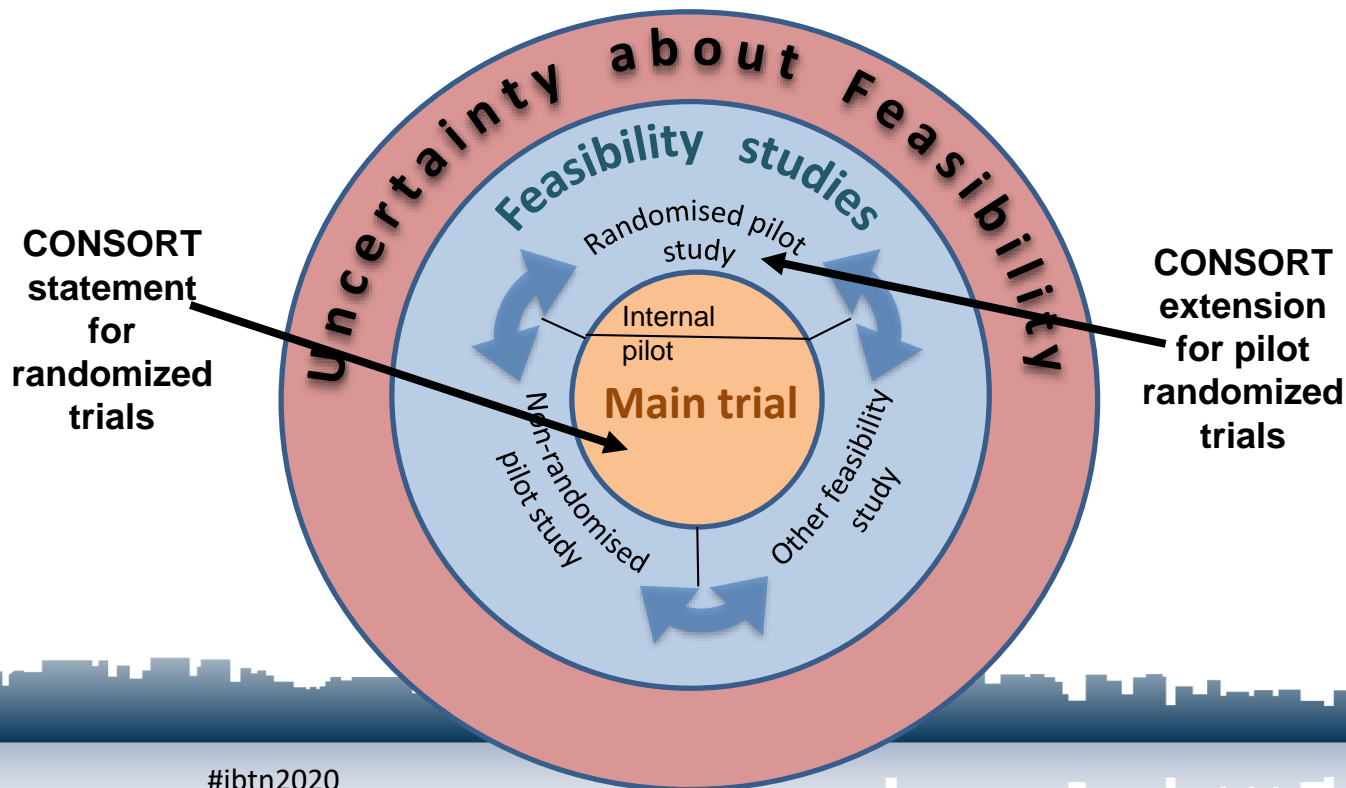 Uncertainty about Feasibility
Feasibility studies
Randomised pilot
study
CONSORT
statement
for
randomized
trials
CONSORT
extension
for pilot
randomized
trials
Internal
pilot
Main trial
Non-randomised
pilot study
Other feasibility
study
#ibtn2020